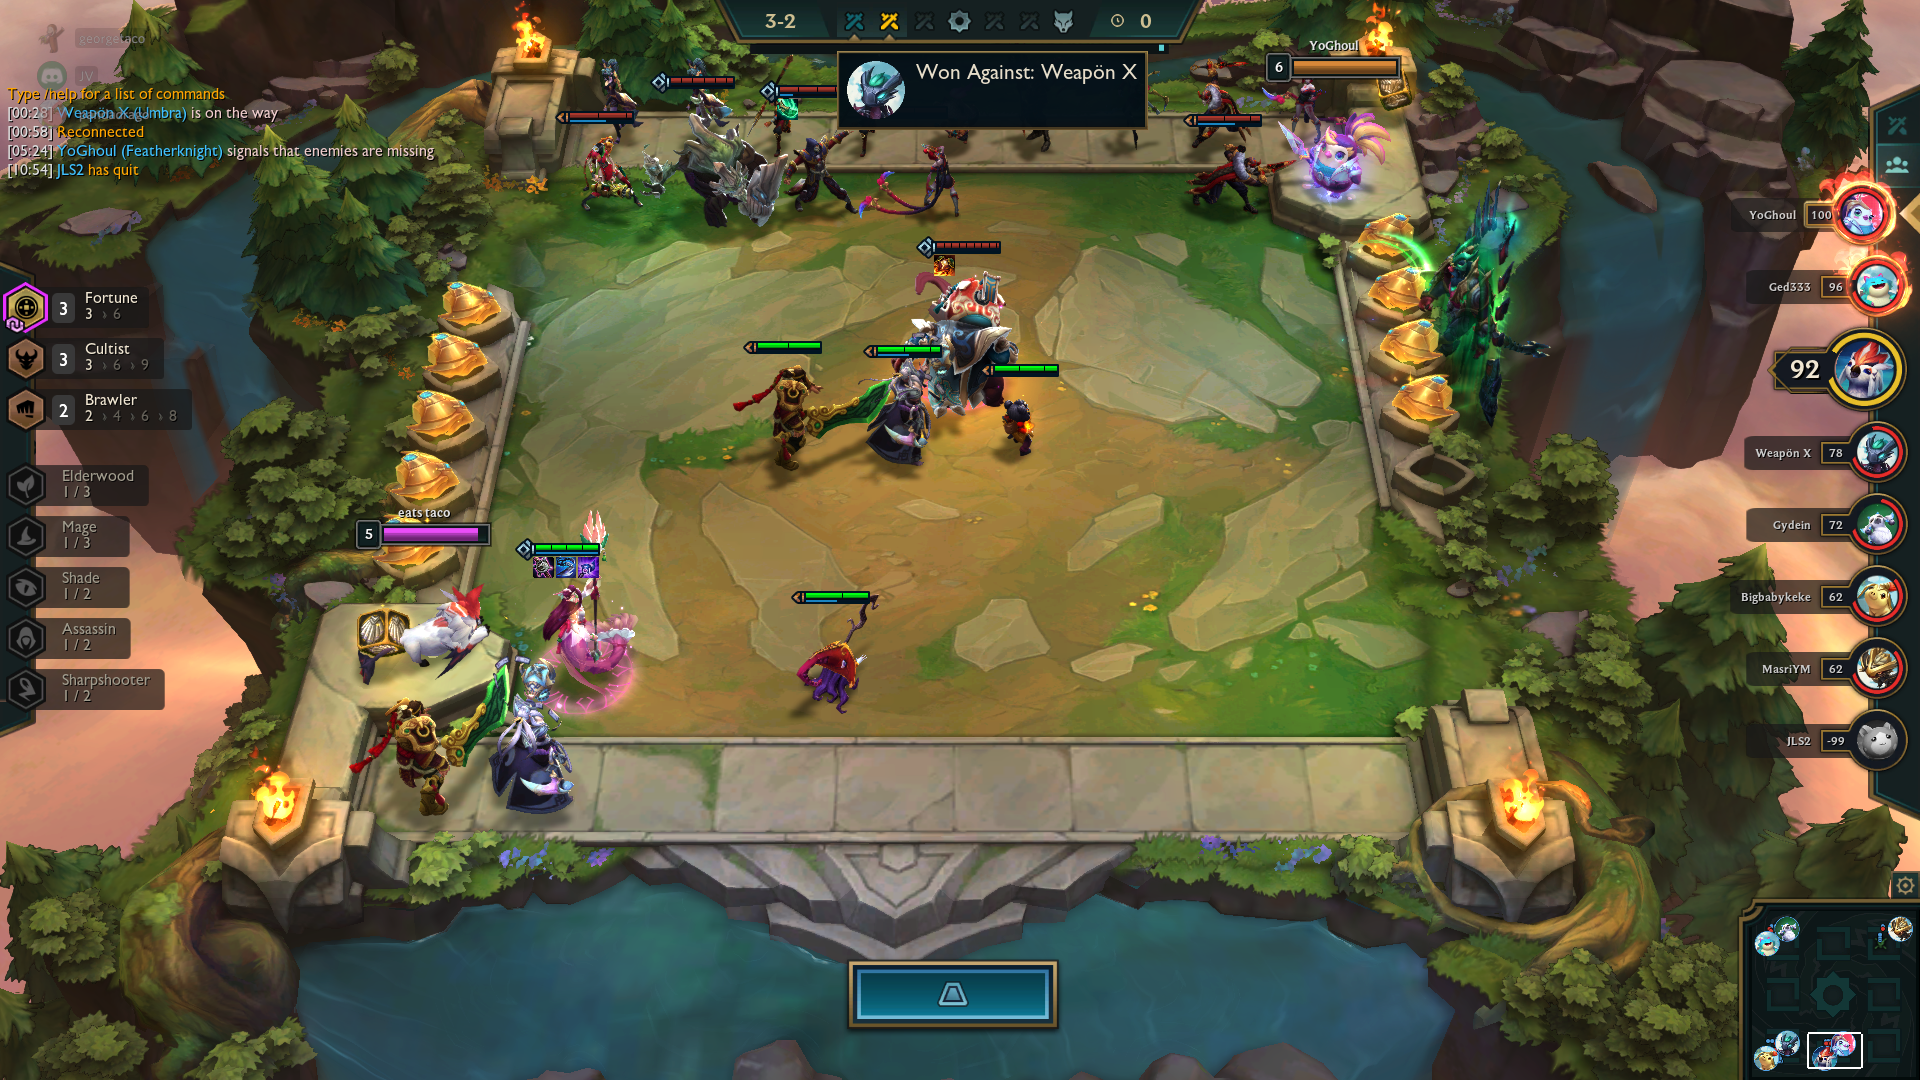 3-2
0
georgetaco
JV
Type /help for a list of commands
[00:28] Weapön X (Umbra) is on the way
[00:58] Reconnected
[05:24] YoGhoul (Featherknight) signals that enemies are missing
[10:54] JLS2 has quit
Won Against: Weapön X
YoGhoul
6
3
Fortune
3 › 6
3
Cultist
3 › 6 › 9
2
Brawler
2 › 4 › 6 › 8
Elderwood
1 / 3
Mage
1 / 3
Shade
1 / 2
Assassin
1 / 2
Sharpshooter
1 / 2
eats taco
5
YoGhoul 100
Ged333 96
92
Weapön X 78
Gydein 72
Bigbabykeke 62
MasriYM 62
JLS2 -99